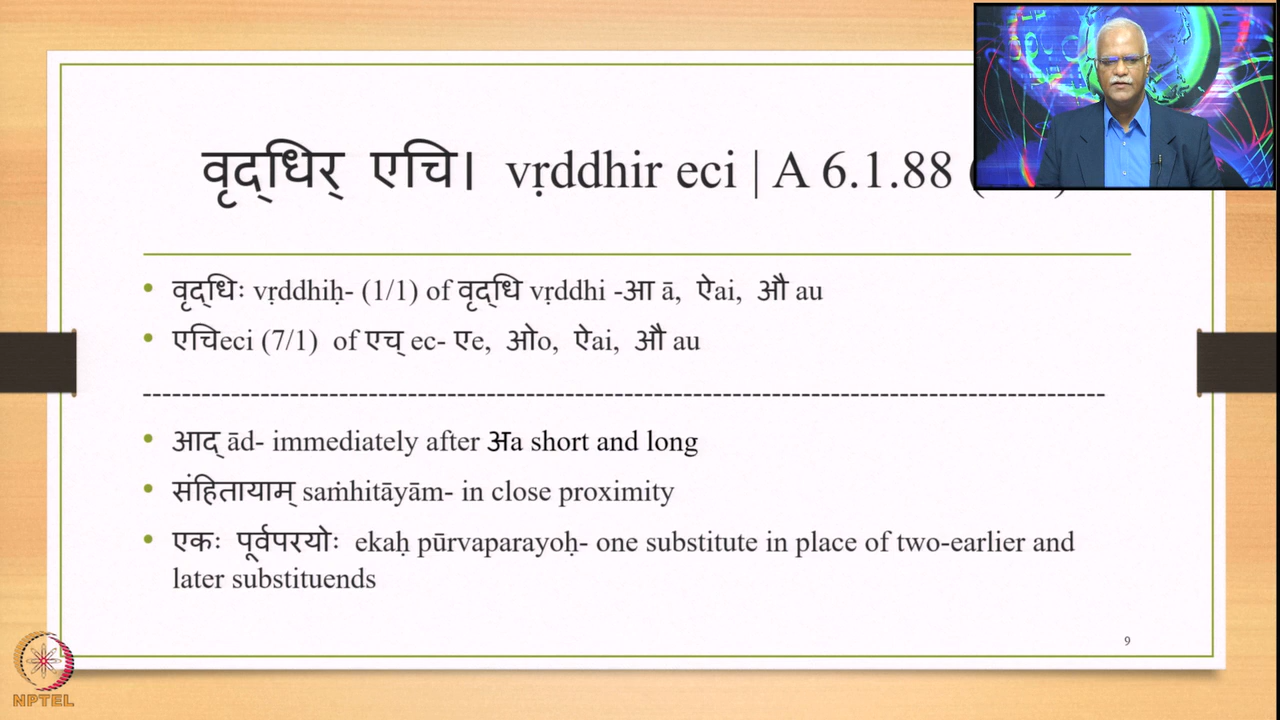 वृद्‌धिर् एचि। vṛddhir eci | A 6.1.88 (
• वृद्‌धिः vṛddhiḥ- (1/1) of वृद्‌धि vṛddhi -आ ā, ऐai, औ au
• एचिeci (7/1) of एच् ec- एe, ओo, ऐai, औ au
--------------------------------------------------------------------------------------------
• आद् ād- immediately after अa short and long
• संहितायाम् saṁhitāyām- in close proximity
• एकः पूर्वपरयोः ekaḥ pūrvaparayoḥ- one substitute in place of two-earlier and
later substituends
9
NPTEL